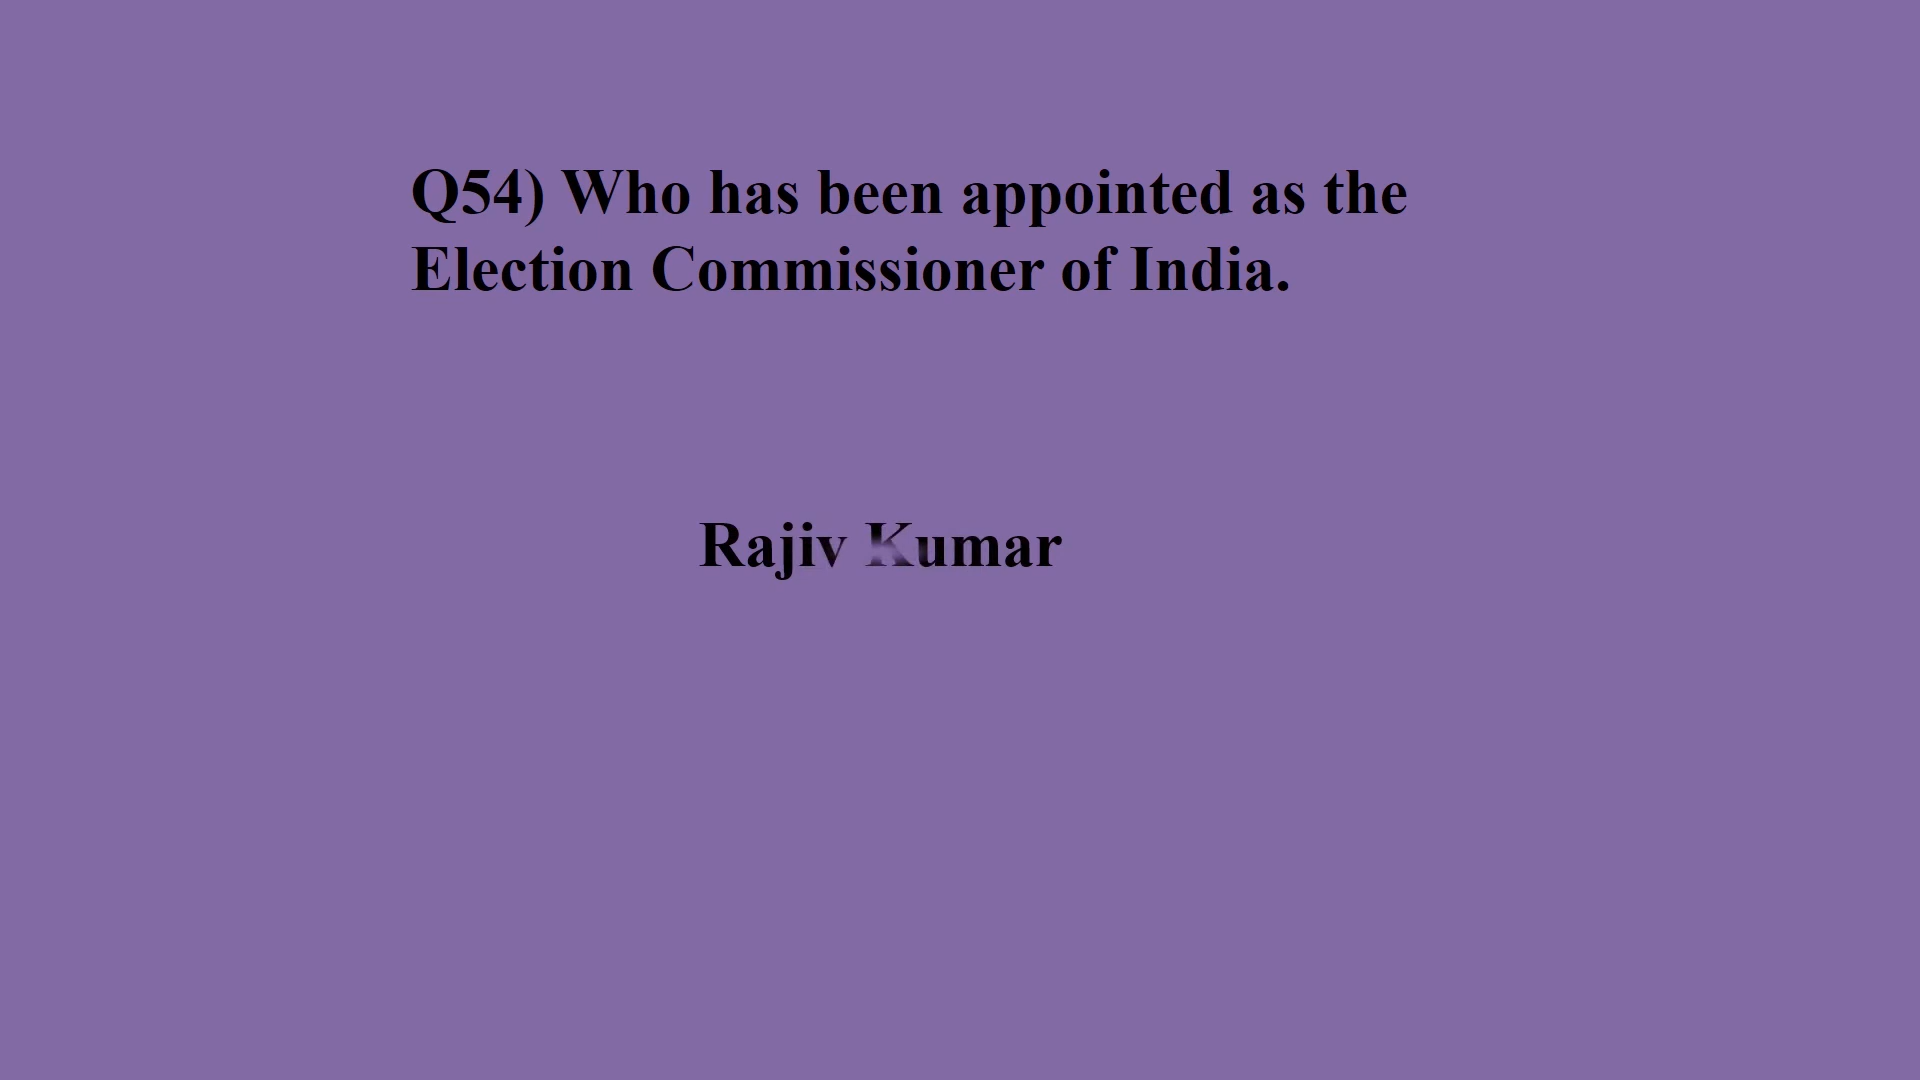 Q54) Who has been appointed as the
Election Commissioner of India.
Rajiv Kumar